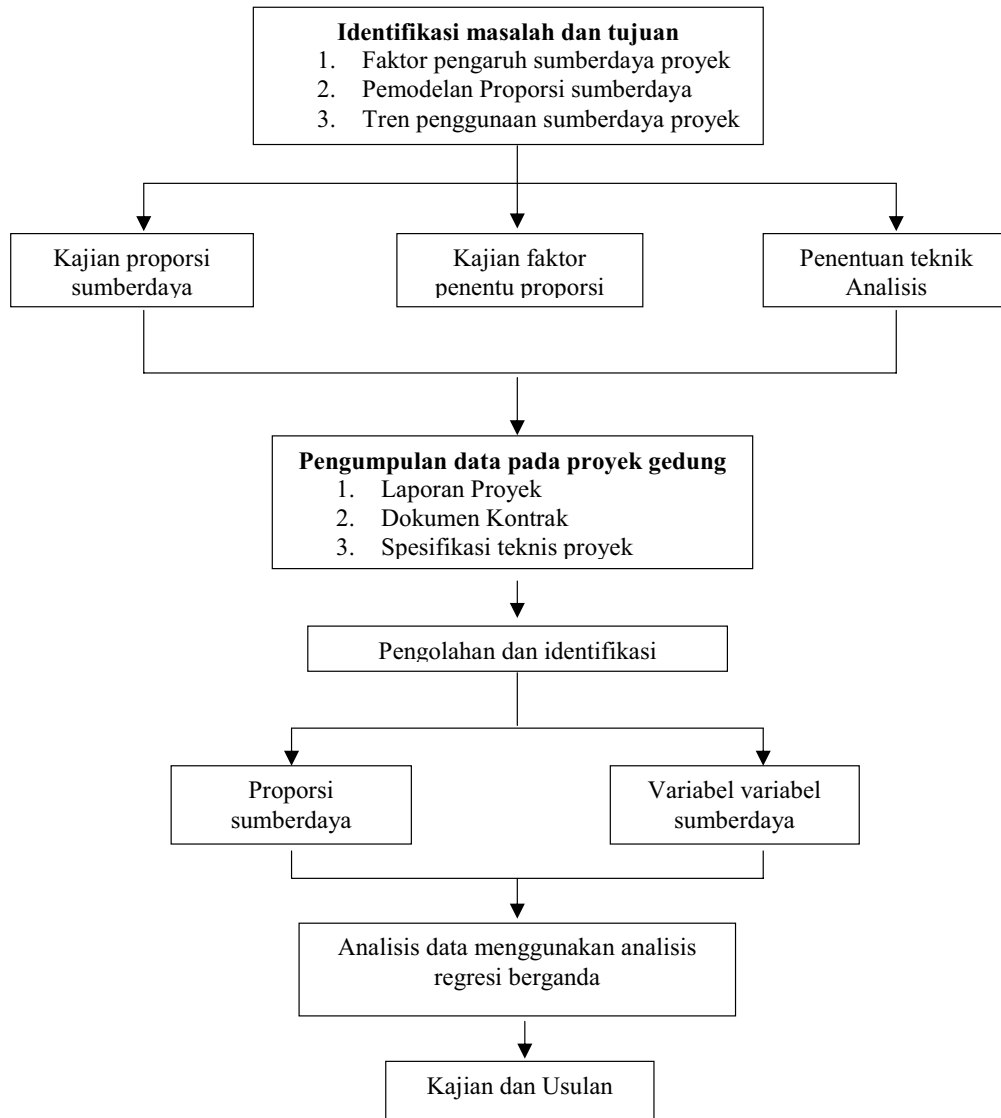 Identifikasi masalah dan tujuan
1. Faktor pengaruh sumberdaya proyek
2. Pemodelan Proporsi sumberdaya
3. Tren penggunaan sumberdaya proyek
Kajian proporsi
sumberdaya
Kajian faktor
penentu proporsi
Penentuan teknik
Analisis
Pengumpulan data pada proyek gedung
1. Laporan Proyek
2. Dokumen Kontrak
3. Spesifikasi teknis proyek
Pengolahan dan identifikasi
Proporsi
sumberdaya
Variabel variabel
sumberdaya
Analisis data menggunakan analisis
regresi berganda
Kajian dan Usulan